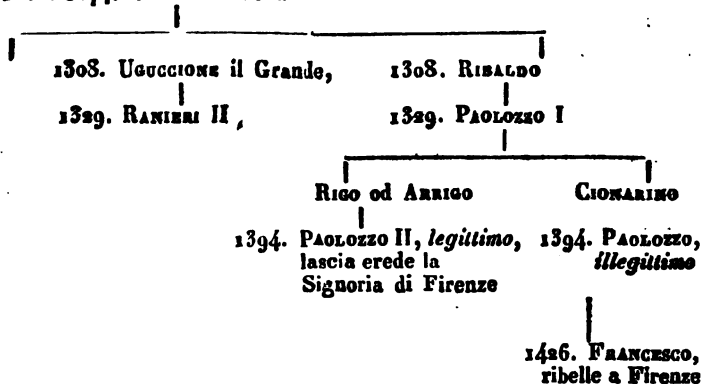 1308. UGUCCIONE il Grande,
1308. RIBALDO
1329. RANIERI II,
1329. PAOLOZZO I
RIGO od ARRIGO
CIONARINO
1394. PAOLOZZO II, legittimo,
lascia erede la
Signoria di Firenze
1394. PAOLOZZO,
illegittimo
1426. FRANCESCO,
ribelle a Firenze